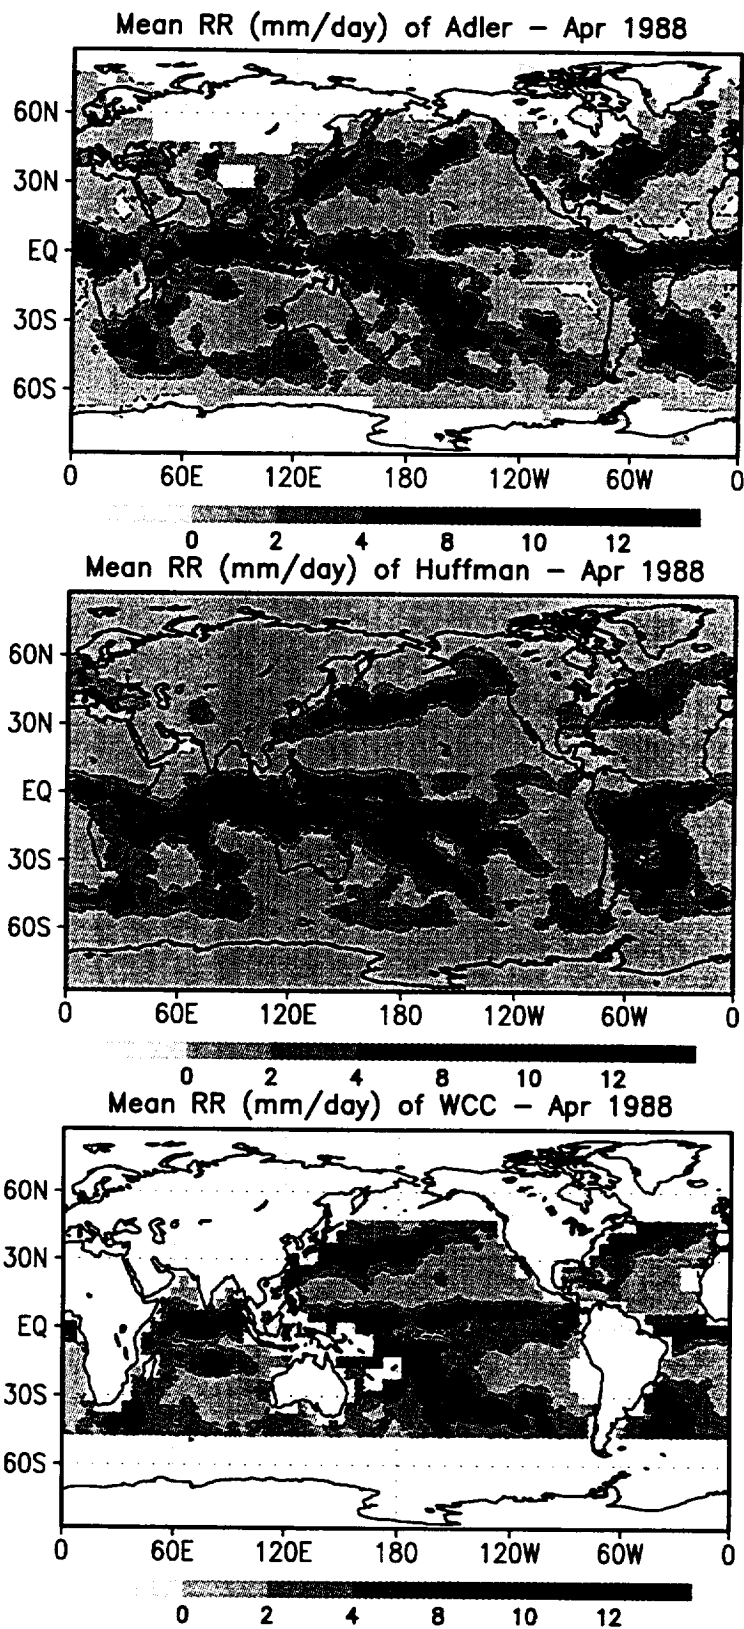 Mean RR (mm/day) of Adler – Apr 1988
60N
30N
EQ
30S
60S
0 60E 120E 180 120W 60W 0
0 2 4 8 10 12
Mean RR (mm/day) of Huffman – Apr 1988
60N
30N
EQ
30S
60S
0 60E 120E 180 120W 60W 0
0 2 4 8 10 12
Mean RR (mm/day) of WCC – Apr 1988
60N
30N
EQ
30S
60S
0 60E 120E 180 120W 60W 0
0 2 4 8 10 12